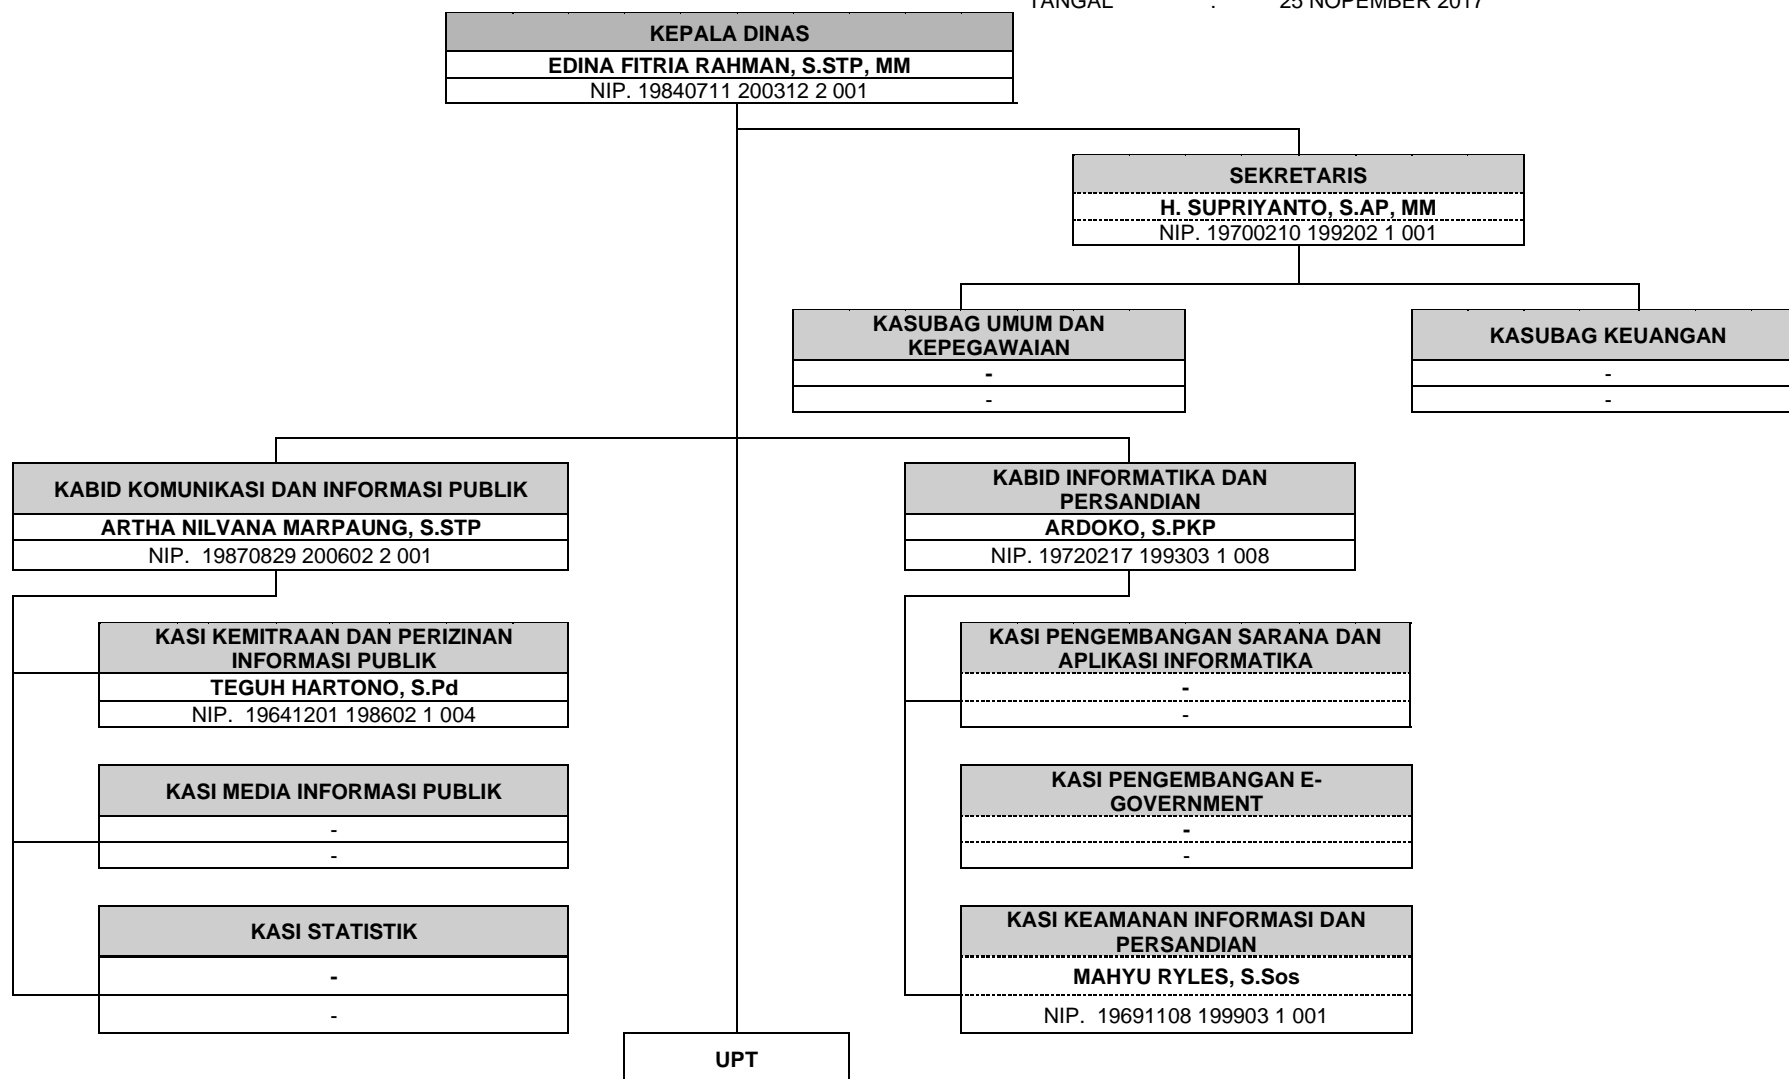 TANGAL : 25 NOPEMBER 2017
KEPALA DINAS
EDINA FITRIA RAHMAN, S.STP, MM
NIP. 19840711 200312 2 001
SEKRETARIS
H. SUPRIYANTO, S.AP, MM
NIP. 19700210 199202 1 001
KASUBAG UMUM DAN
KEPEGAWAIAN
-
-
KASUBAG KEUANGAN
-
-
KABID KOMUNIKASI DAN INFORMASI PUBLIK
ARTHA NILVANA MARPAUNG, S.STP
NIP. 19870829 200602 2 001
KABID INFORMATIKA DAN
PERSANDIAN
ARDOKO, S.PKP
NIP. 19720217 199303 1 008
KASI KEMITRAAN DAN PERIZINAN
INFORMASI PUBLIK
TEGUH HARTONO, S.Pd
NIP. 19641201 198602 1 004
KASI PENGEMBANGAN SARANA DAN
APLIKASI INFORMATIKA
-
-
KASI MEDIA INFORMASI PUBLIK
-
-
KASI PENGEMBANGAN E-
GOVERNMENT
-
-
KASI STATISTIK
-
-
KASI KEAMANAN INFORMASI DAN
PERSANDIAN
MAHYU RYLES, S.Sos
NIP. 19691108 199903 1 001
UPT